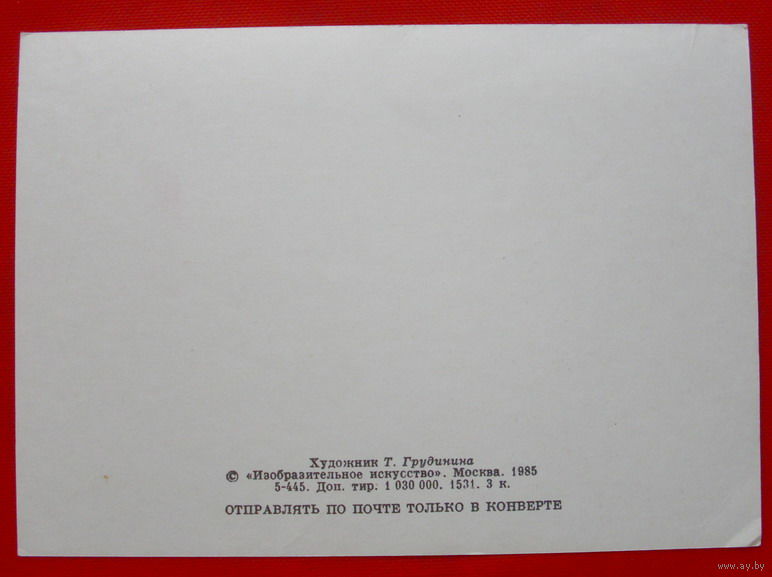 Художник Т. Грудинина
© «Изобразительное искусство». Москва. 1985
5-445. Доп. тир. 1 030 000. 1531. 3 к.
ОТПРАВЛЯТЬ ПО ПОЧТЕ ТОЛЬКО В КОНВЕРТЕ
www.ay.by